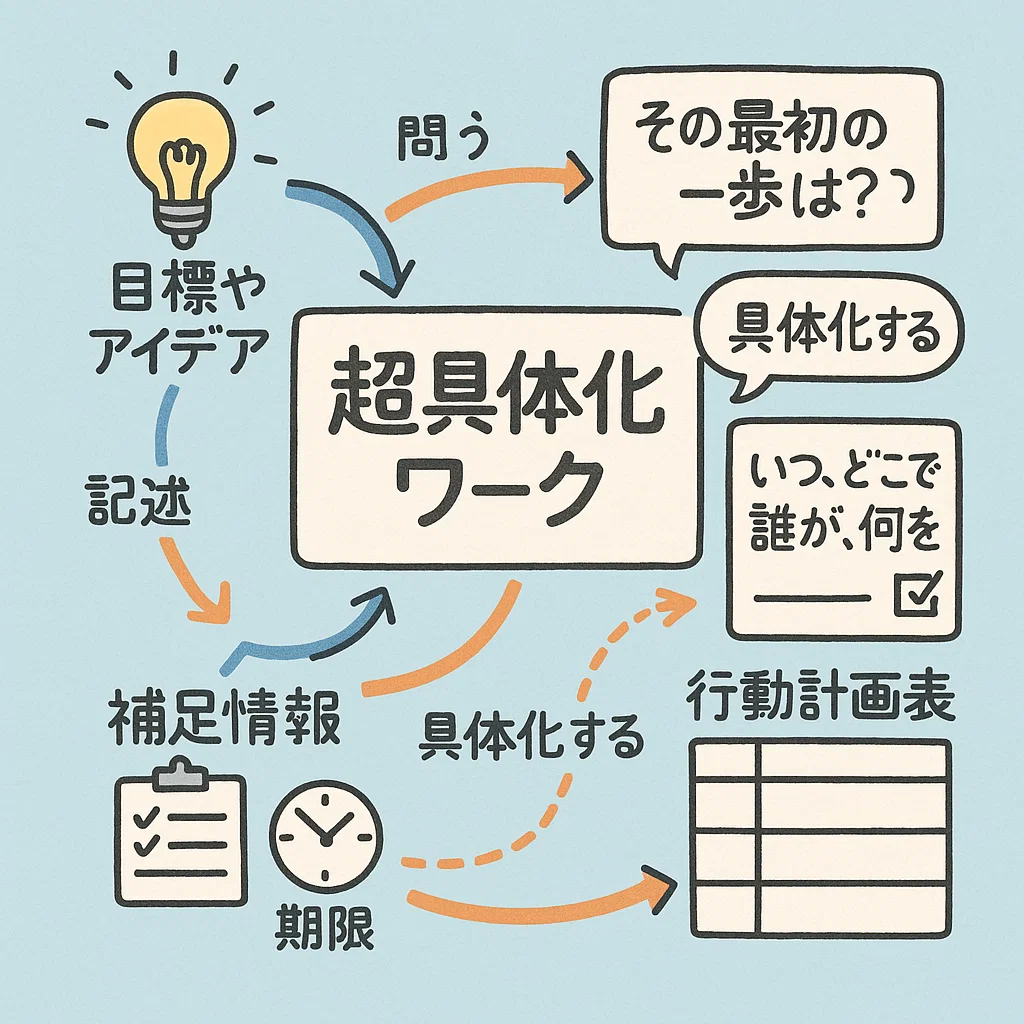 問う
その最初の
一歩は?
目標や
アイデア
具体化する
超具体化
ワーク
いつ、どこで
誰が、何を
記述
補足情報
具体化する
行動計画表
期限